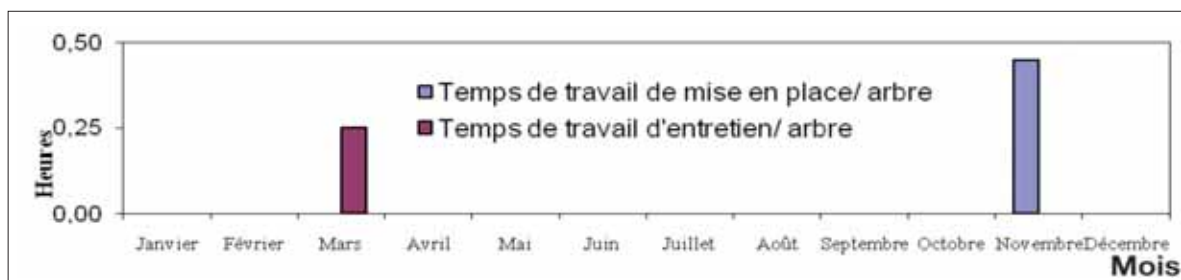 0,50
Temps de travail de mise en place/ arbre
0,25
Temps de travail d'entretien/ arbre
Heures
0,00
Janvier Février Mars Avril Mai Juin Juillet Août Septembre Octobre Novembre Décembre
Mois